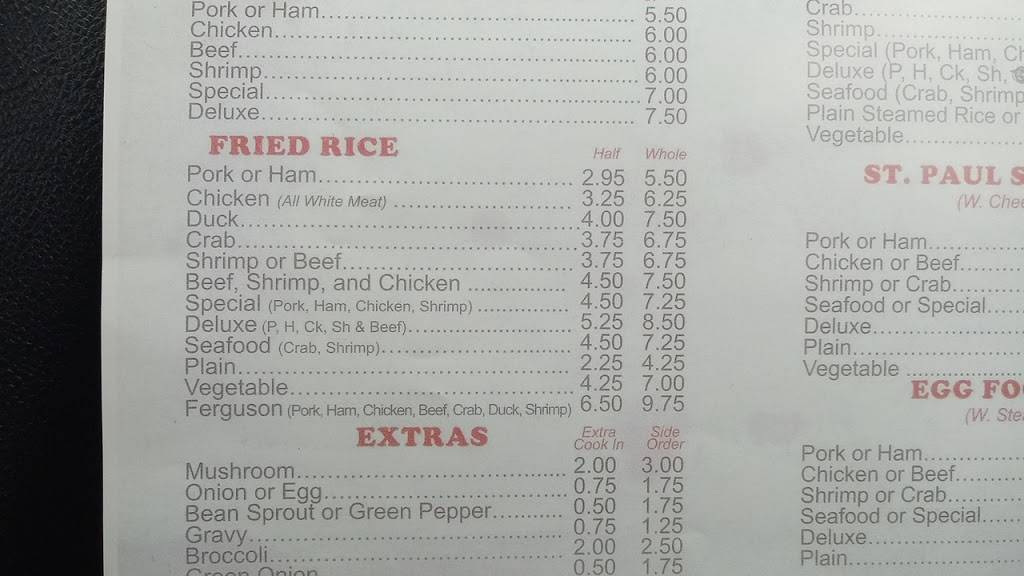 Pork or Ham 5.50
Chicken 6.00
Beef 6.00
Shrimp 6.00
Special 7.00
Deluxe 7.50
FRIED RICE
Half Whole
Pork or Ham 2.95 5.50
Chicken (All White Meat) 3.25 6.25
Duck 4.00 7.50
Crab 3.75 6.75
Shrimp or Beef 3.75 6.75
Beef, Shrimp, and Chicken 4.50 7.50
Special (Pork, Ham, Chicken, Shrimp) 4.50 7.25
Deluxe (P, H, Ck, Sh & Beef) 5.25 8.50
Seafood (Crab, Shrimp) 4.50 7.25
Plain 2.25 4.25
Vegetable 4.25 7.00
Ferguson (Pork, Ham, Chicken, Beef, Crab, Duck, Shrimp) 6.50 9.75
EXTRAS
Extra Cook In Side Order
Mushroom 2.00 3.00
Onion or Egg 0.75 1.75
Bean Sprout or Green Pepper 0.50 1.75
Gravy 0.75 1.25
Broccoli 2.00 2.50
Green Onion 0.50 1.75
Crab
Shrimp
Special (Pork, Ham,
Deluxe (P, H, Ck, Sh,
Seafood (Crab, Shrimp
Plain Steamed Rice or
Vegetable
ST. PAUL S
(W. Chee
Pork or Ham
Chicken or Beef
Shrimp or Crab
Seafood or Special
Deluxe
Plain
Vegetable
EGG FO
(W. Ste
Pork or Ham
Chicken or Beef
Shrimp or Crab
Seafood or Special
Deluxe
Plain